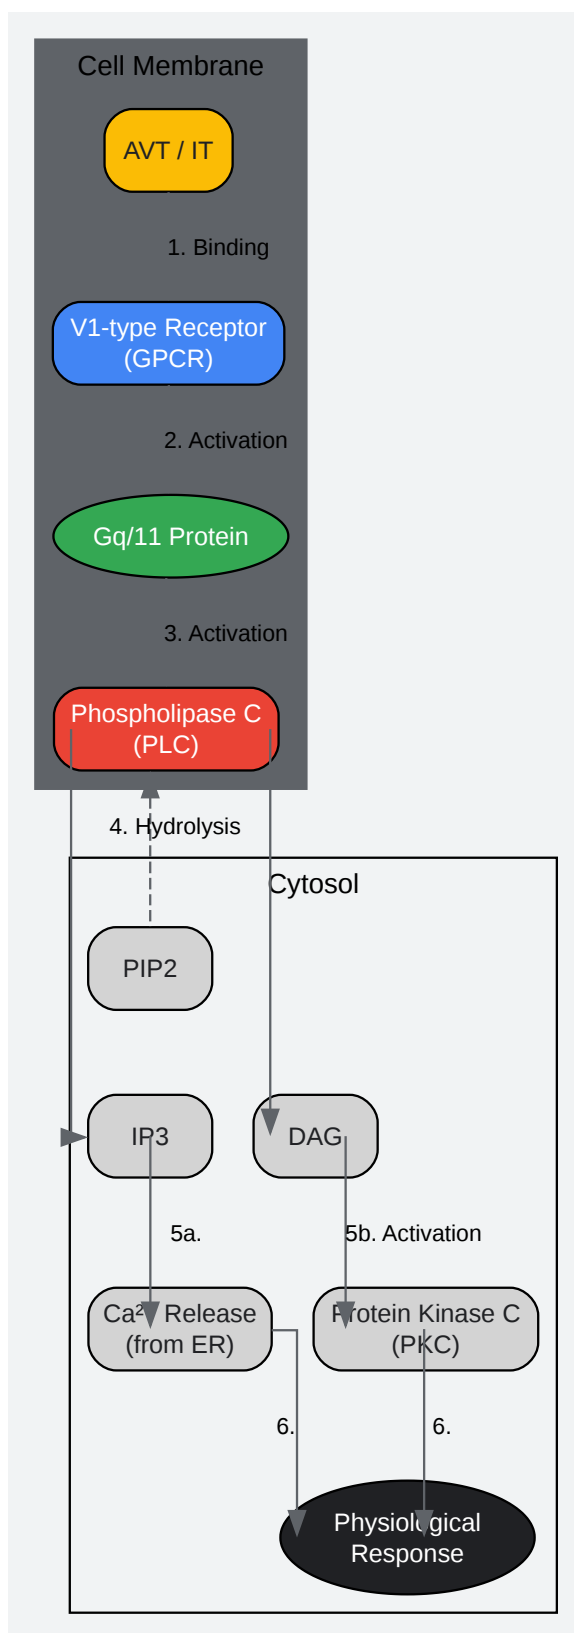 Cell Membrane
AVT / IT
1. Binding
V1-type Receptor
(GPCR)
2. Activation
Gq/11 Protein
3. Activation
Phospholipase C
(PLC)
4. Hydrolysis
Cytosol
PIP2
IP3
DAG
5a.
5b. Activation
Ca²⁺ Release
(from ER)
Protein Kinase C
(PKC)
6.
6.
Physiological
Response